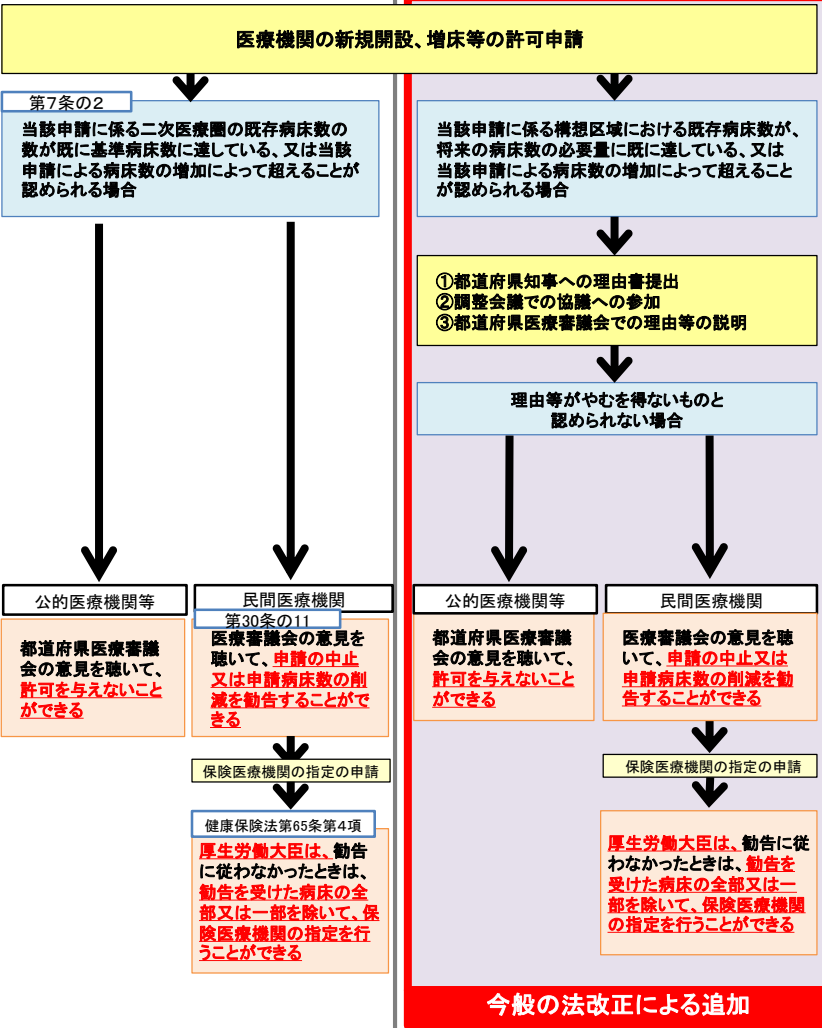 医療機関の新規開設、増床等の許可申請
第7条の2
当該申請に係る二次医療圏の既存病床数の
数が既に基準病床数に達している、又は当該
申請による病床数の増加によって超えることが
認められる場合
公的医療機関等
都道府県医療審議
会の意見を聴いて、
許可を与えないこと
ができる
民間医療機関
第30条の11
医療審議会の意見を
聴いて、申請の中止
又は申請病床数の削
減を勧告することがで
きる
保険医療機関の指定の申請
健康保険法第65条第4項
厚生労働大臣は、勧告
に従わなかったときは、
勧告を受けた病床の全
部又は一部を除いて、保
険医療機関の指定を行
うことができる
当該申請に係る構想区域における既存病床数が、
将来の病床数の必要量に既に達している、又は
当該申請による病床数の増加によって超えること
が認められる場合
①都道府県知事への理由書提出
②調整会議での協議への参加
③都道府県医療審議会での理由等の説明
理由等がやむを得ないものと
認められない場合
公的医療機関等
都道府県医療審議
会の意見を聴いて、
許可を与えないこと
ができる
民間医療機関
医療審議会の意見を聴
いて、申請の中止又は
申請病床数の削減を勧
告することができる
保険医療機関の指定の申請
厚生労働大臣は、勧告に従
わなかったときは、勧告を
受けた病床の全部又は一
部を除いて、保険医療機関
の指定を行うことができる
今般の法改正による追加